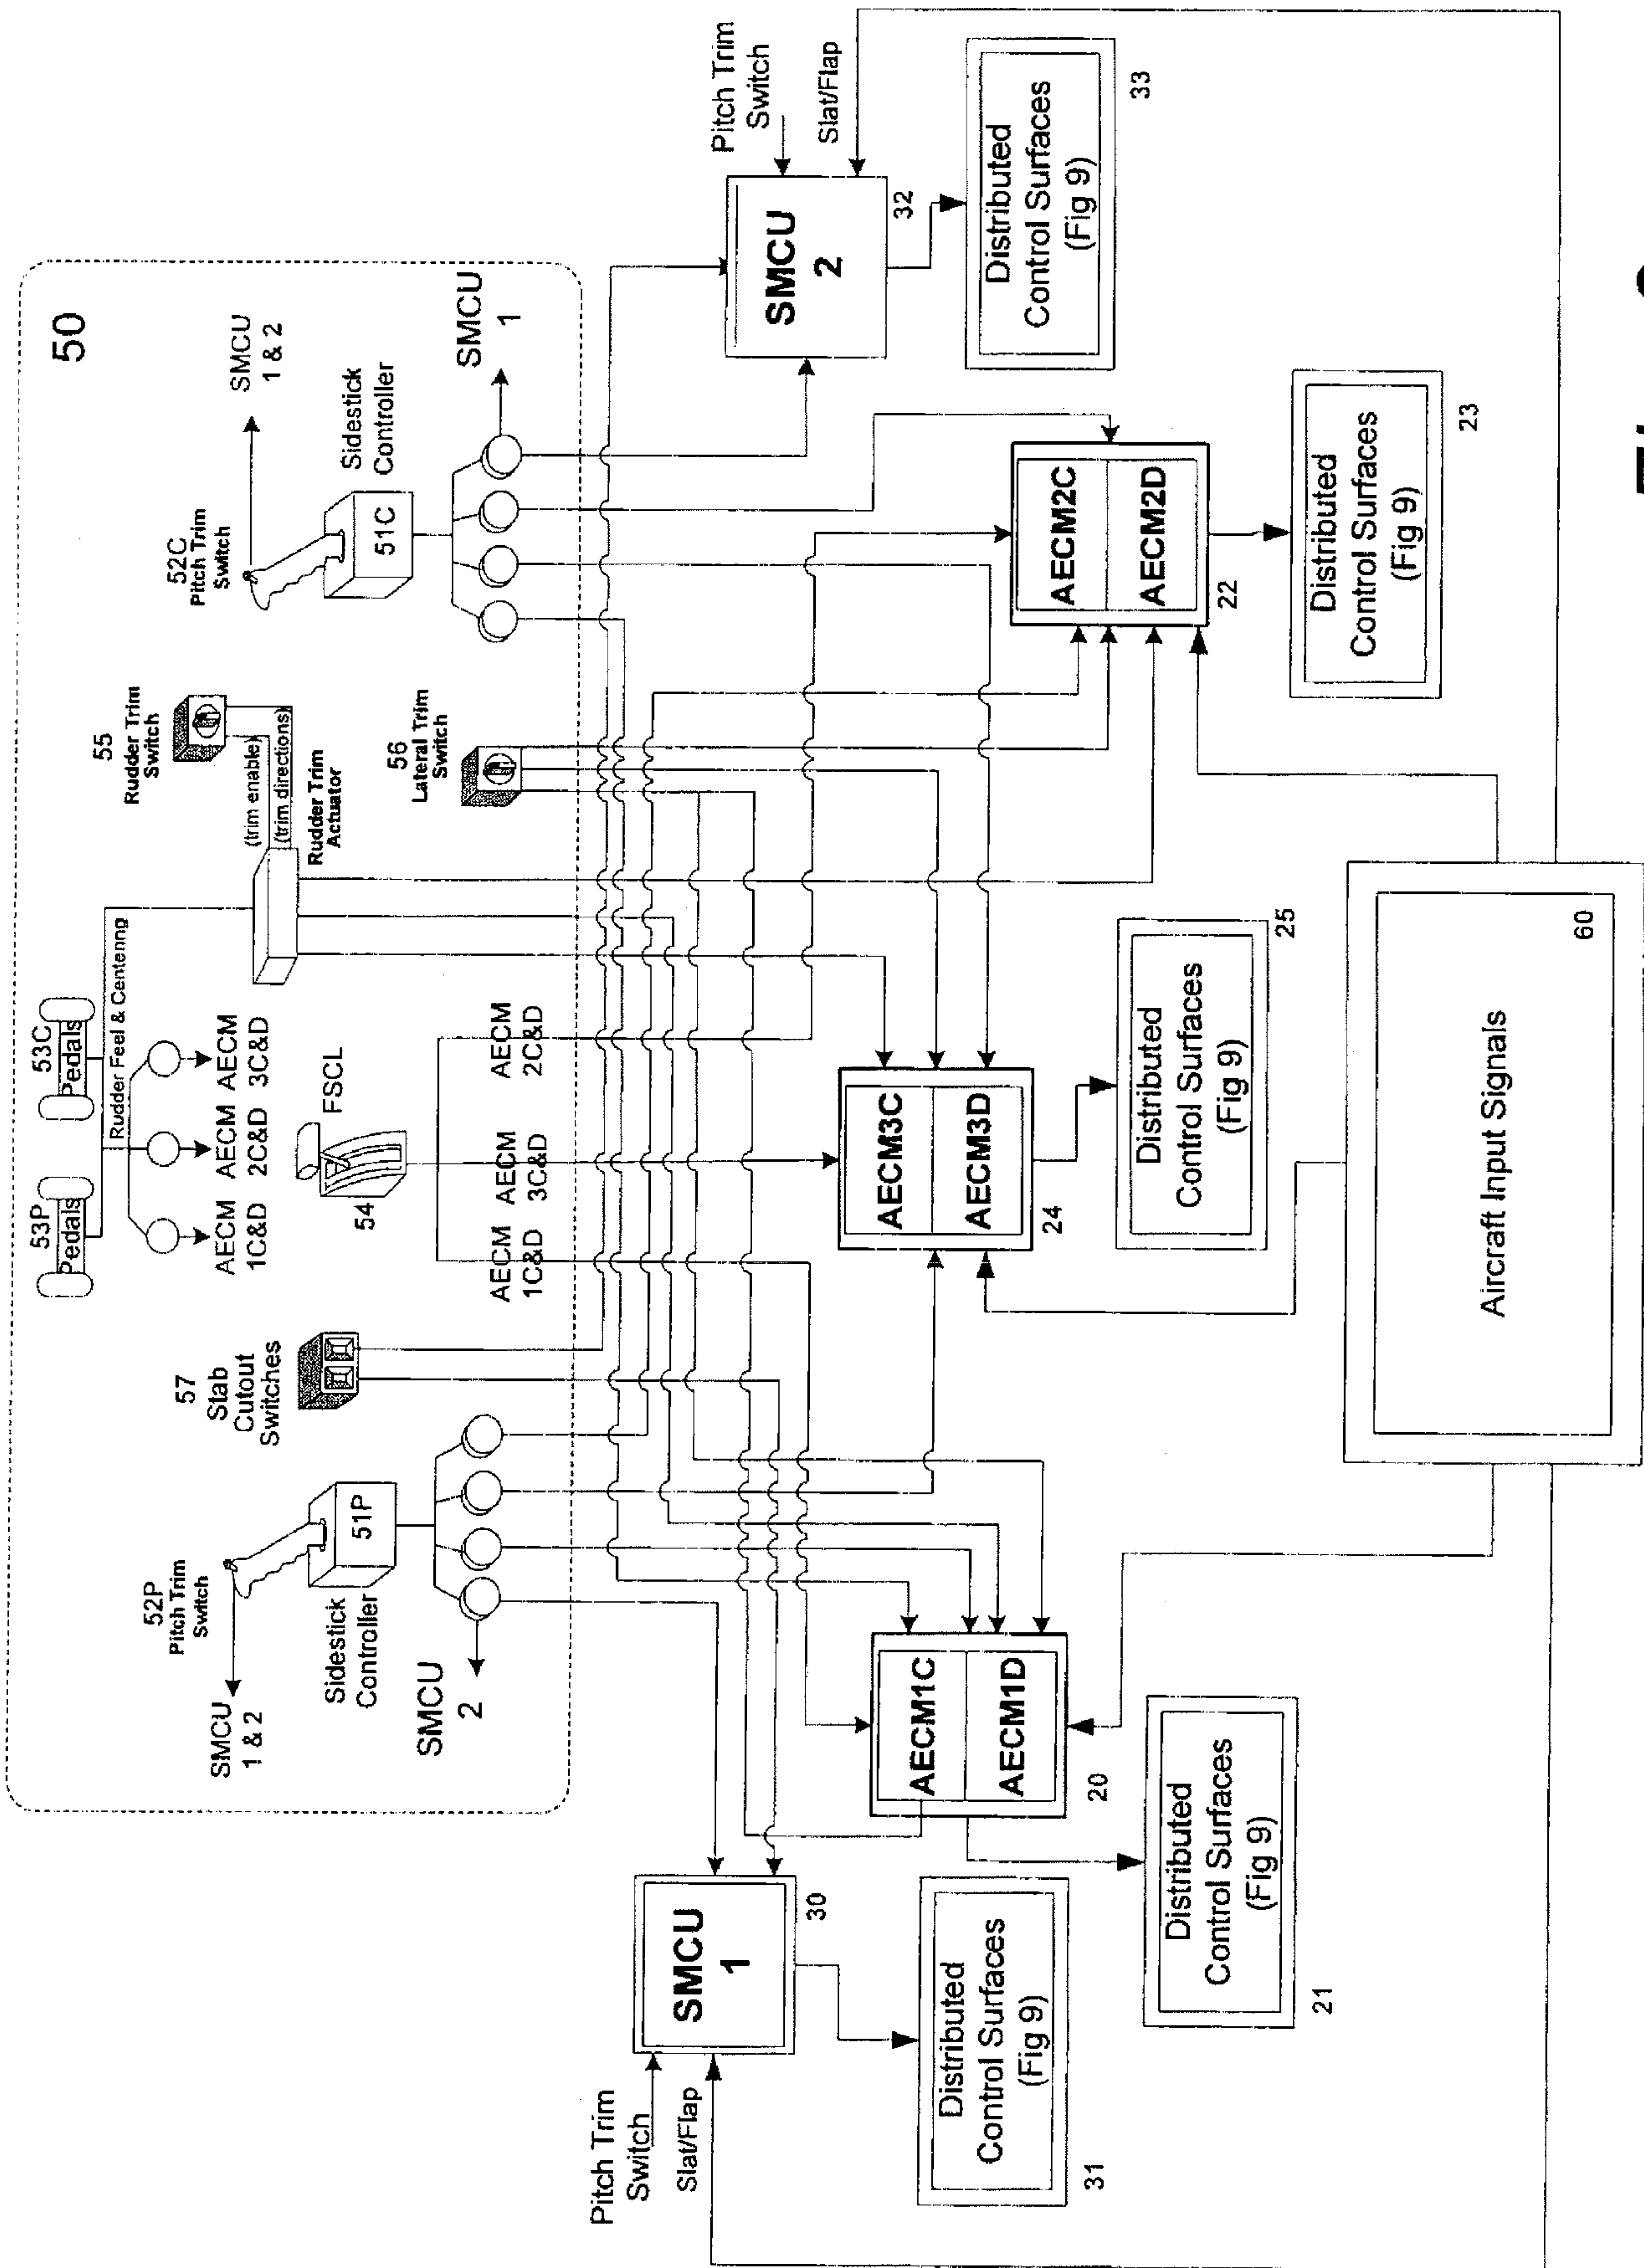 50
52P
Pitch Trim
Switch
SMCU
1 & 2
51P
Sidestick
Controller
SMCU
2
57
Stab
Cutout
Switches
53P
Pedals
53C
Pedals
Rudder Feel & Centering
AECM
1C&D
AECM
2C&D
AECM
3C&D
FSCL
54
AECM
1C&D
AECM
3C&D
AECM
2C&D
55
Rudder Trim
Switch
(trim enable)
(trim directions)
Rudder Trim
Actuator
56
Lateral Trim
Switch
52C
Pitch Trim
Switch
SMCU
1 & 2
51C
Sidestick
Controller
SMCU
1
Pitch Trim
Switch
Slat/Flap
SMCU
1
30
Distributed
Control Surfaces
(Fig 9)
31
AECM1C
AECM1D
20
Distributed
Control Surfaces
(Fig 9)
21
AECM3C
AECM3D
24
Distributed
Control Surfaces
(Fig 9)
25
AECM2C
AECM2D
22
Distributed
Control Surfaces
(Fig 9)
23
Pitch Trim
Switch
Slat/Flap
SMCU
2
32
Distributed
Control Surfaces
(Fig 9)
33
Aircraft Input Signals
60